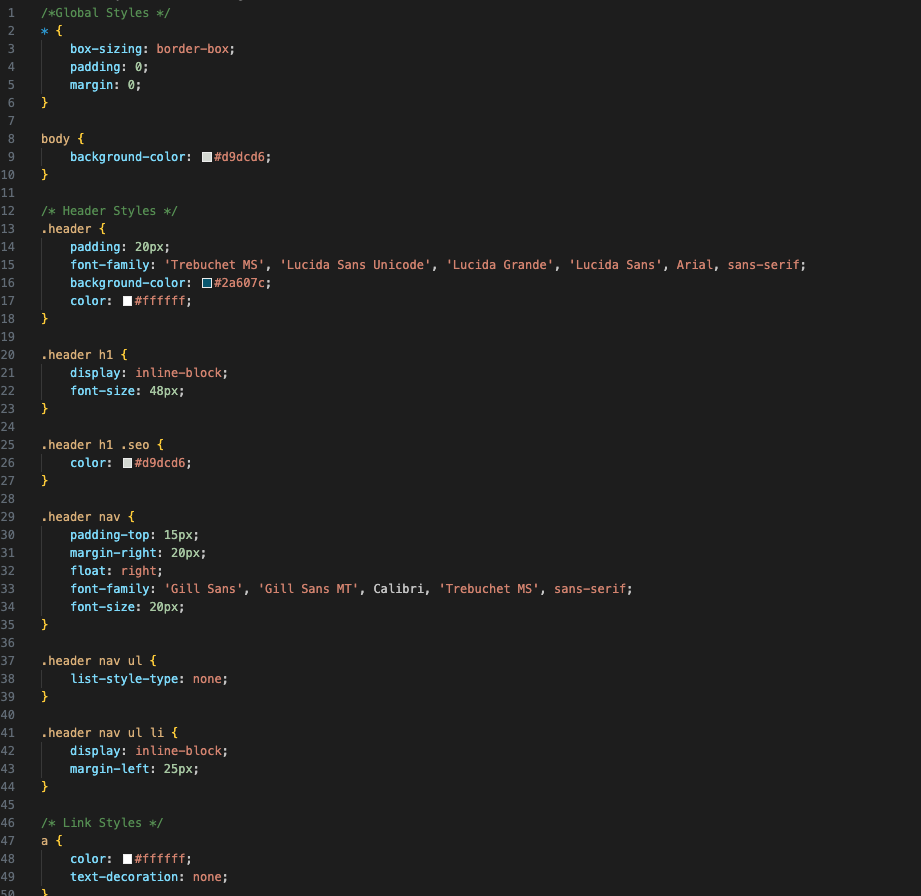 1 /*Global Styles */
2 * {
3     box-sizing: border-box;
4     padding: 0;
5     margin: 0;
6 }
7
8 body {
9     background-color: #d9dcd6;
10 }
11
12 /* Header Styles */
13 .header {
14     padding: 20px;
15     font-family: 'Trebuchet MS', 'Lucida Sans Unicode', 'Lucida Grande', 'Lucida Sans', Arial, sans-serif;
16     background-color: #2a607c;
17     color: #ffffff;
18 }
19
20 .header h1 {
21     display: inline-block;
22     font-size: 48px;
23 }
24
25 .header h1 .seo {
26     color: #d9dcd6;
27 }
28
29 .header nav {
30     padding-top: 15px;
31     margin-right: 20px;
32     float: right;
33     font-family: 'Gill Sans', 'Gill Sans MT', Calibri, 'Trebuchet MS', sans-serif;
34     font-size: 20px;
35 }
36
37 .header nav ul {
38     list-style-type: none;
39 }
40
41 .header nav ul li {
42     display: inline-block;
43     margin-left: 25px;
44 }
45
46 /* Link Styles */
47 a {
48     color: #ffffff;
49     text-decoration: none;
50 }